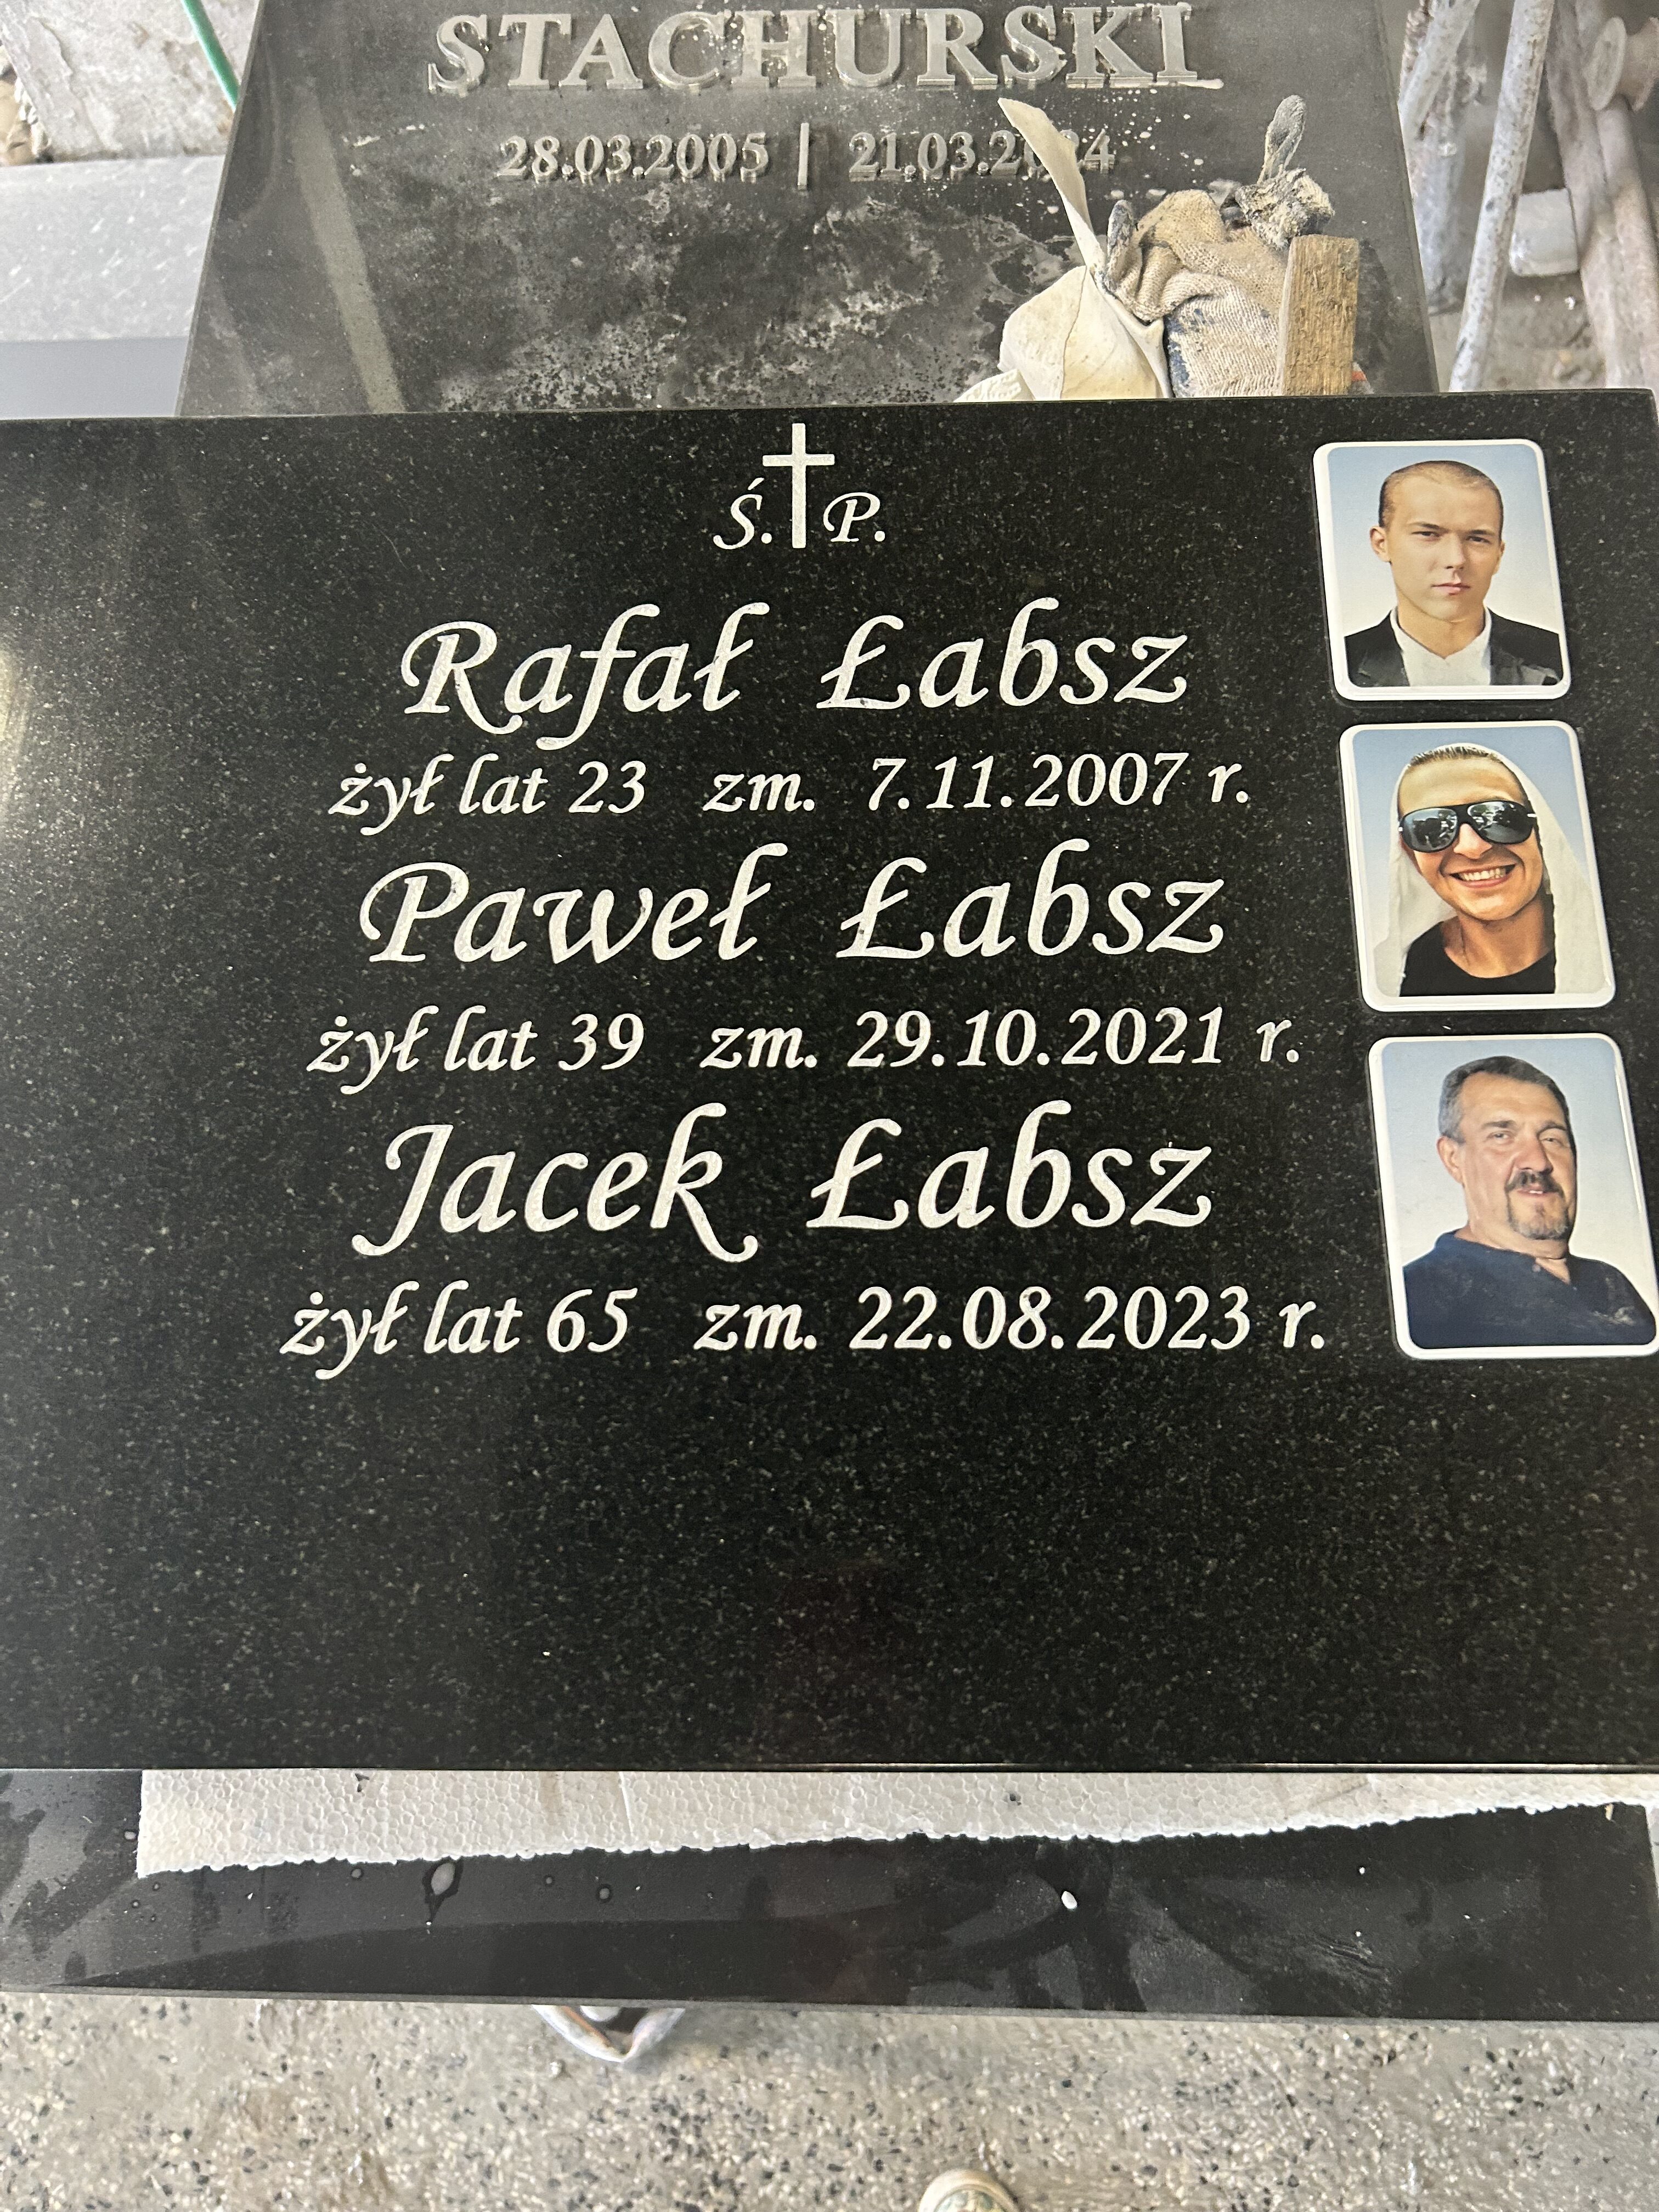 STACHURSKI
28.03.2005 | 21.03.2024
Ś. P.
Rafał Łabsz
żył lat 23 zm. 7.11.2007 r.
Paweł Łabsz
żył lat 39 zm. 29.10.2021 r.
Jacek Łabsz
żył lat 65 zm. 22.08.2023 r.